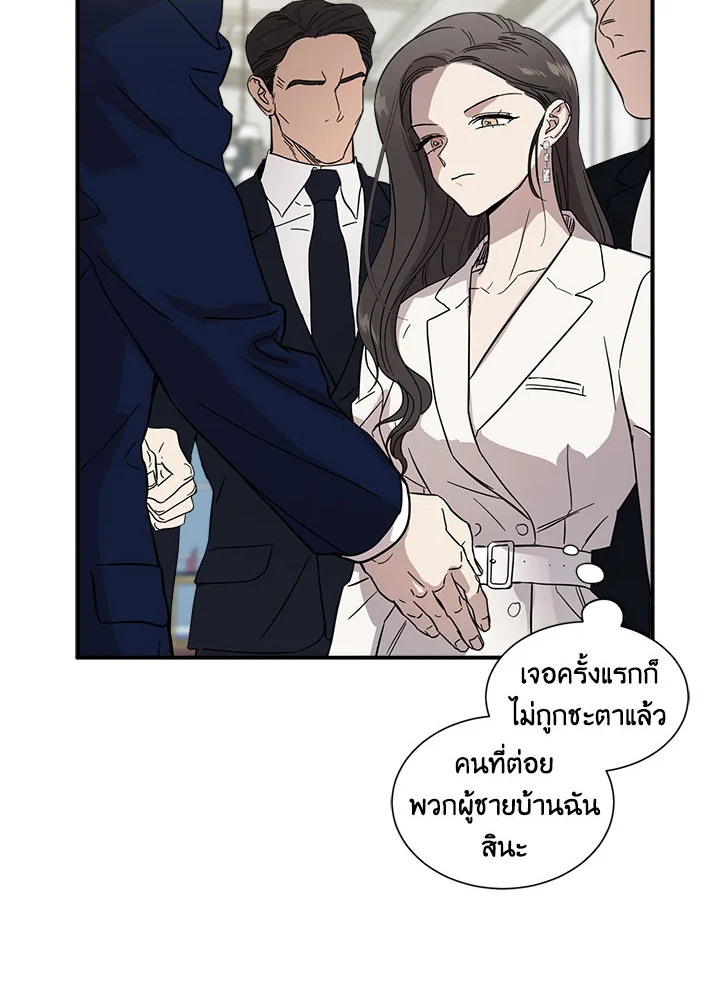 เจอครั้งแรกก็
ไม่ถูกชะตาแล้ว
คนที่ต่อย
พวกผู้ชายบ้านฉัน
สินะ